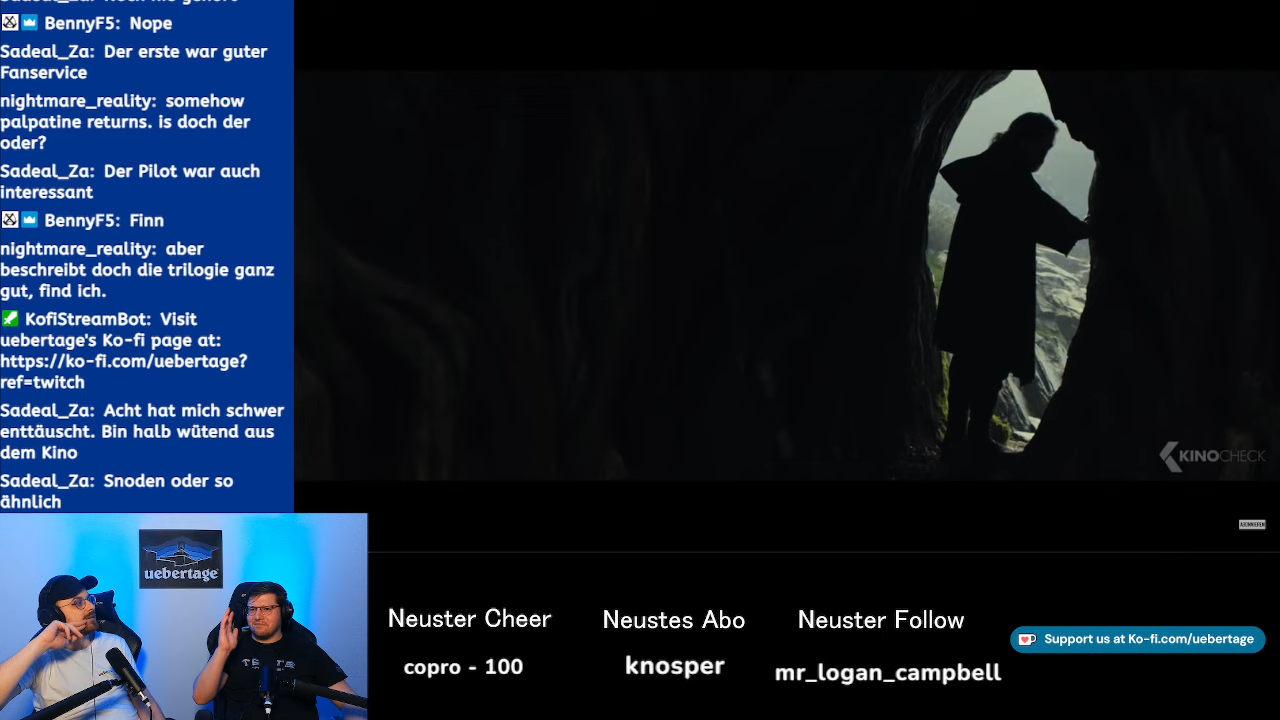 BennyF5: Nope
Sadeal_Za: Der erste war guter
Fanservice
nightmare_reality: somehow
palpatine returns. is doch der
oder?
Sadeal_Za: Der Pilot war auch
interessant
BennyF5: Finn
nightmare_reality: aber
beschreibt doch die trilogie ganz
gut, find ich.
KofiStreamBot: Visit
uebertage's Ko-fi page at:
https://ko-fi.com/uebertage?
ref=twitch
Sadeal_Za: Acht hat mich schwer
enttäuscht. Bin halb wütend aus
dem Kino
Sadeal_Za: Snoden oder so
ähnlich
KINOCHECK
ABONNIEREN
uebertage
Neuster Cheer
copro - 100
Neustes Abo
knosper
Neuster Follow
mr_logan_campbell
Support us at Ko-fi.com/uebertage